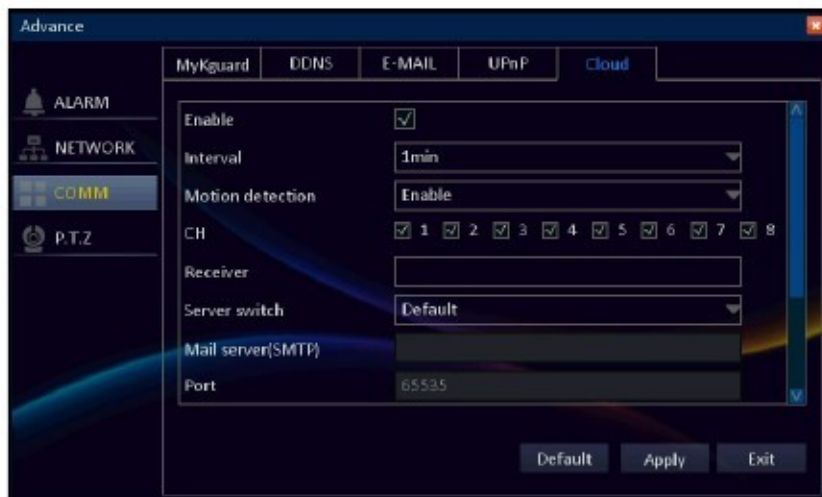 Advance
MyKguard DDNS E-MAIL UPnP Cloud
ALARM
NETWORK
COMM
P.T.Z
Enable
Interval 1min
Motion detection Enable
CH 1 2 3 4 5 6 7 8
Receiver
Server switch Default
Mail server(SMTP)
Port 65535
Default Apply Exit